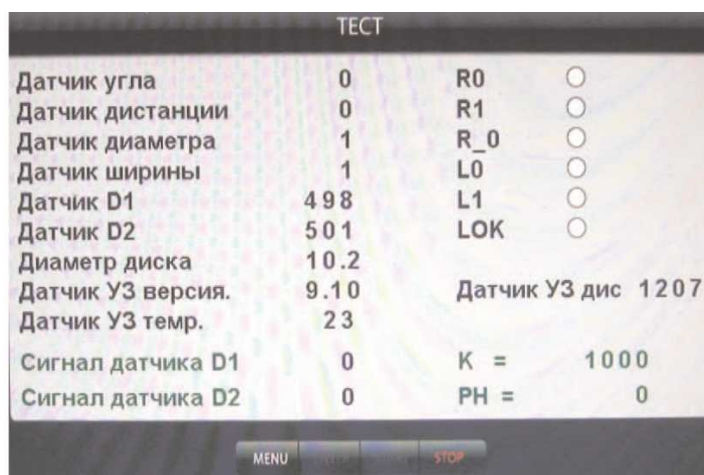 ТЕСТ
Датчик угла 0 R0
Датчик дистанции 0 R1
Датчик диаметра 1 R_0
Датчик ширины 1 L0
Датчик D1 498 L1
Датчик D2 501 LOK
Диаметр диска 10.2
Датчик УЗ версия. 9.10 Датчик УЗ дис 1207
Датчик УЗ темр. 23
Сигнал датчика D1 0 K = 1000
Сигнал датчика D2 0 PH = 0
MENU STOP